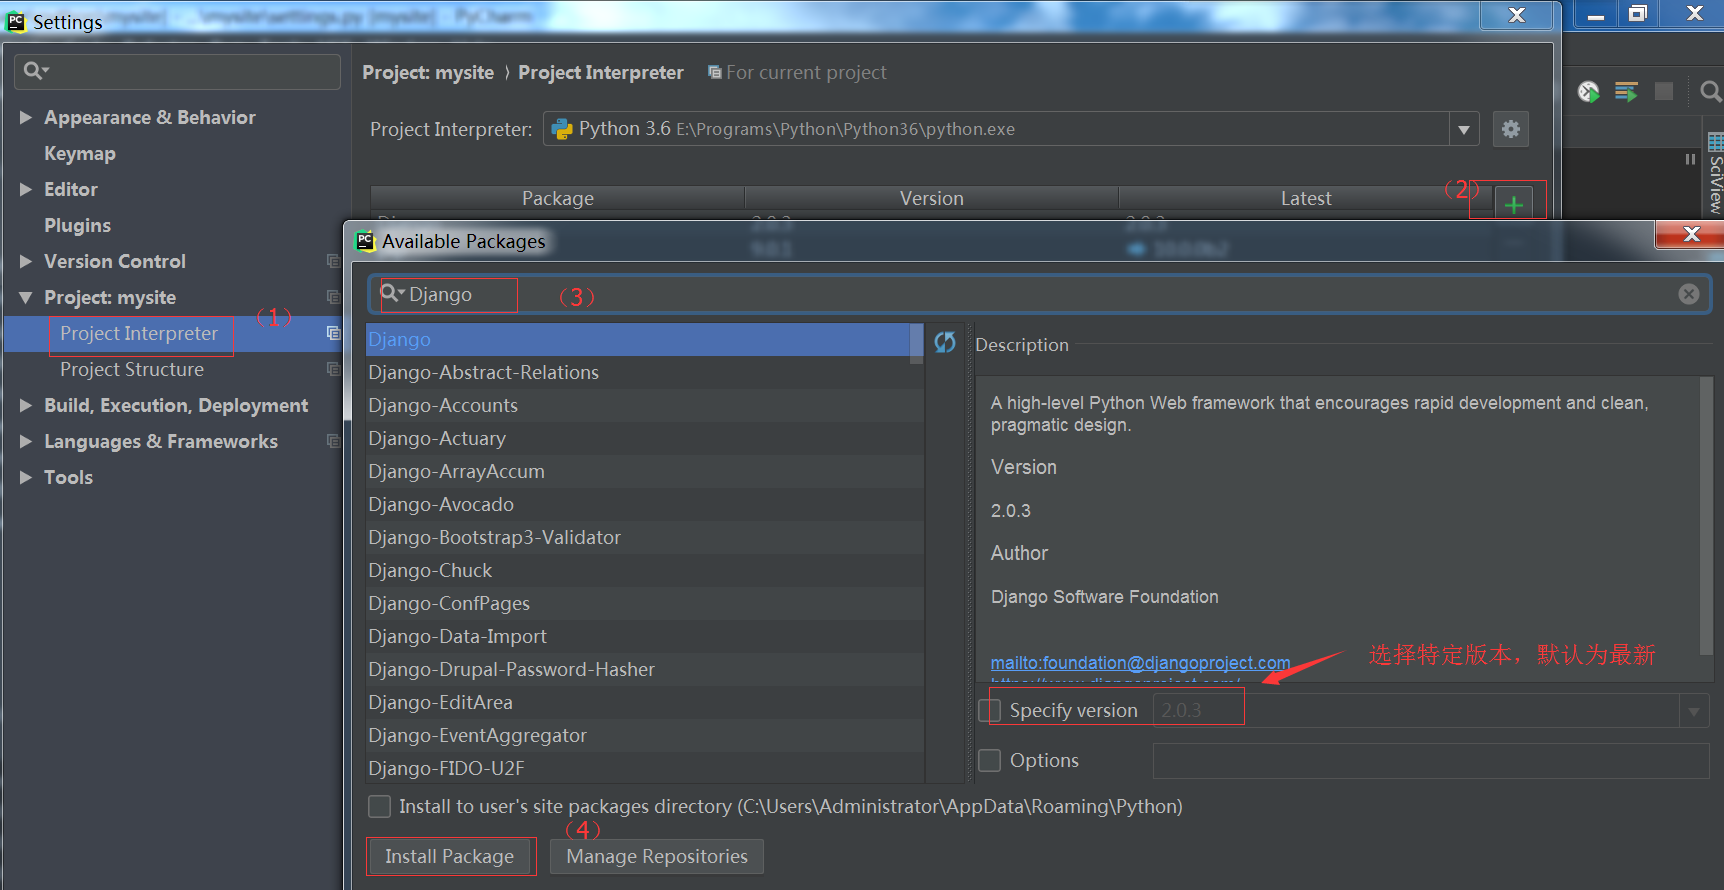 Settings
Project: mysite › Project Interpreter For current project
Appearance & Behavior
Keymap
Editor
Plugins
Version Control
Project: mysite
Project Interpreter
(1)
Project Structure
Build, Execution, Deployment
Languages & Frameworks
Tools
Project Interpreter: Python 3.6 E:\Programs\Python\Python36\python.exe
Package Version Latest
(2)
SciView
2.0.3 2.0.3
Available Packages
Django
(3)
Django
Django-Abstract-Relations
Django-Accounts
Django-Actuary
Django-ArrayAccum
Django-Avocado
Django-Bootstrap3-Validator
Django-Chuck
Django-ConfPages
Django-Data-Import
Django-Drupal-Password-Hasher
Django-EditArea
Django-EventAggregator
Django-FIDO-U2F
Description
A high-level Python Web framework that encourages rapid development and clean,
pragmatic design.
Version
2.0.3
Author
Django Software Foundation
mailto:foundation@djangoproject.com
选择特定版本，默认为最新
Specify version 2.0.3
Options
Install to user's site packages directory (C:\Users\Administrator\AppData\Roaming\Python)
(4)
Install Package Manage Repositories